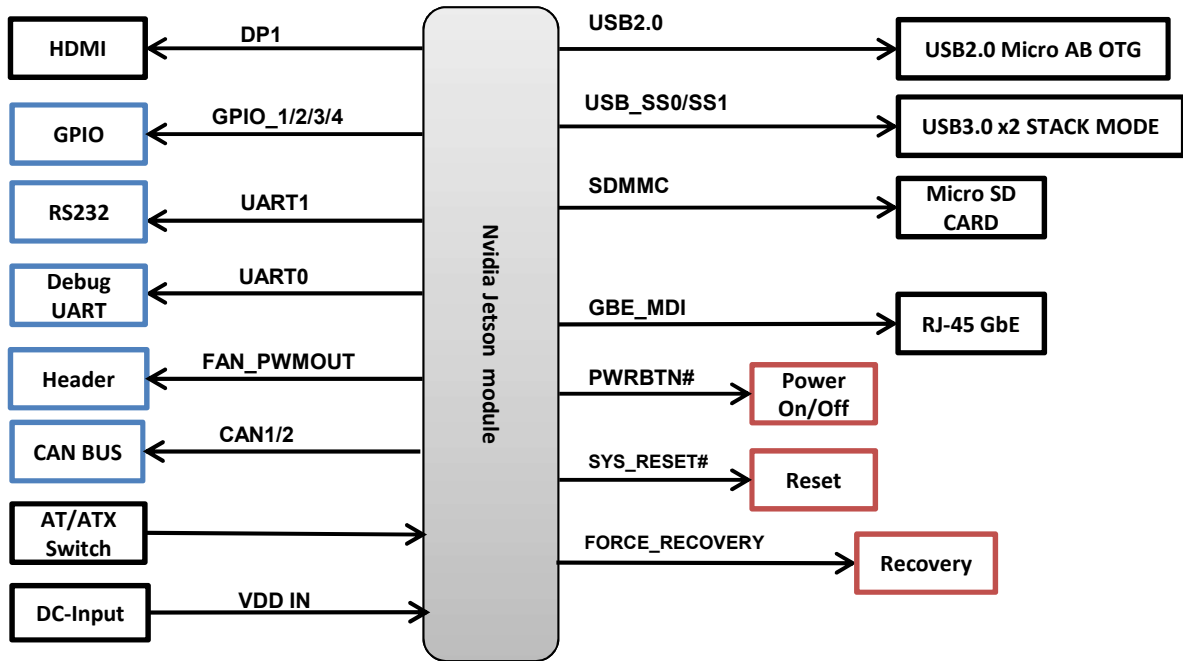 DP1
HDMI
GPIO_1/2/3/4
GPIO
UART1
RS232
UART0
Debug
UART
FAN_PWMOUT
Header
CAN1/2
CAN BUS
AT/ATX
Switch
VDD IN
DC-Input
Nvidia Jetson module
USB2.0
USB2.0 Micro AB OTG
USB_SS0/SS1
USB3.0 x2 STACK MODE
SDMMC
Micro SD
CARD
GBE_MDI
RJ-45 GbE
PWRBTN#
Power
On/Off
SYS_RESET#
Reset
FORCE_RECOVERY
Recovery